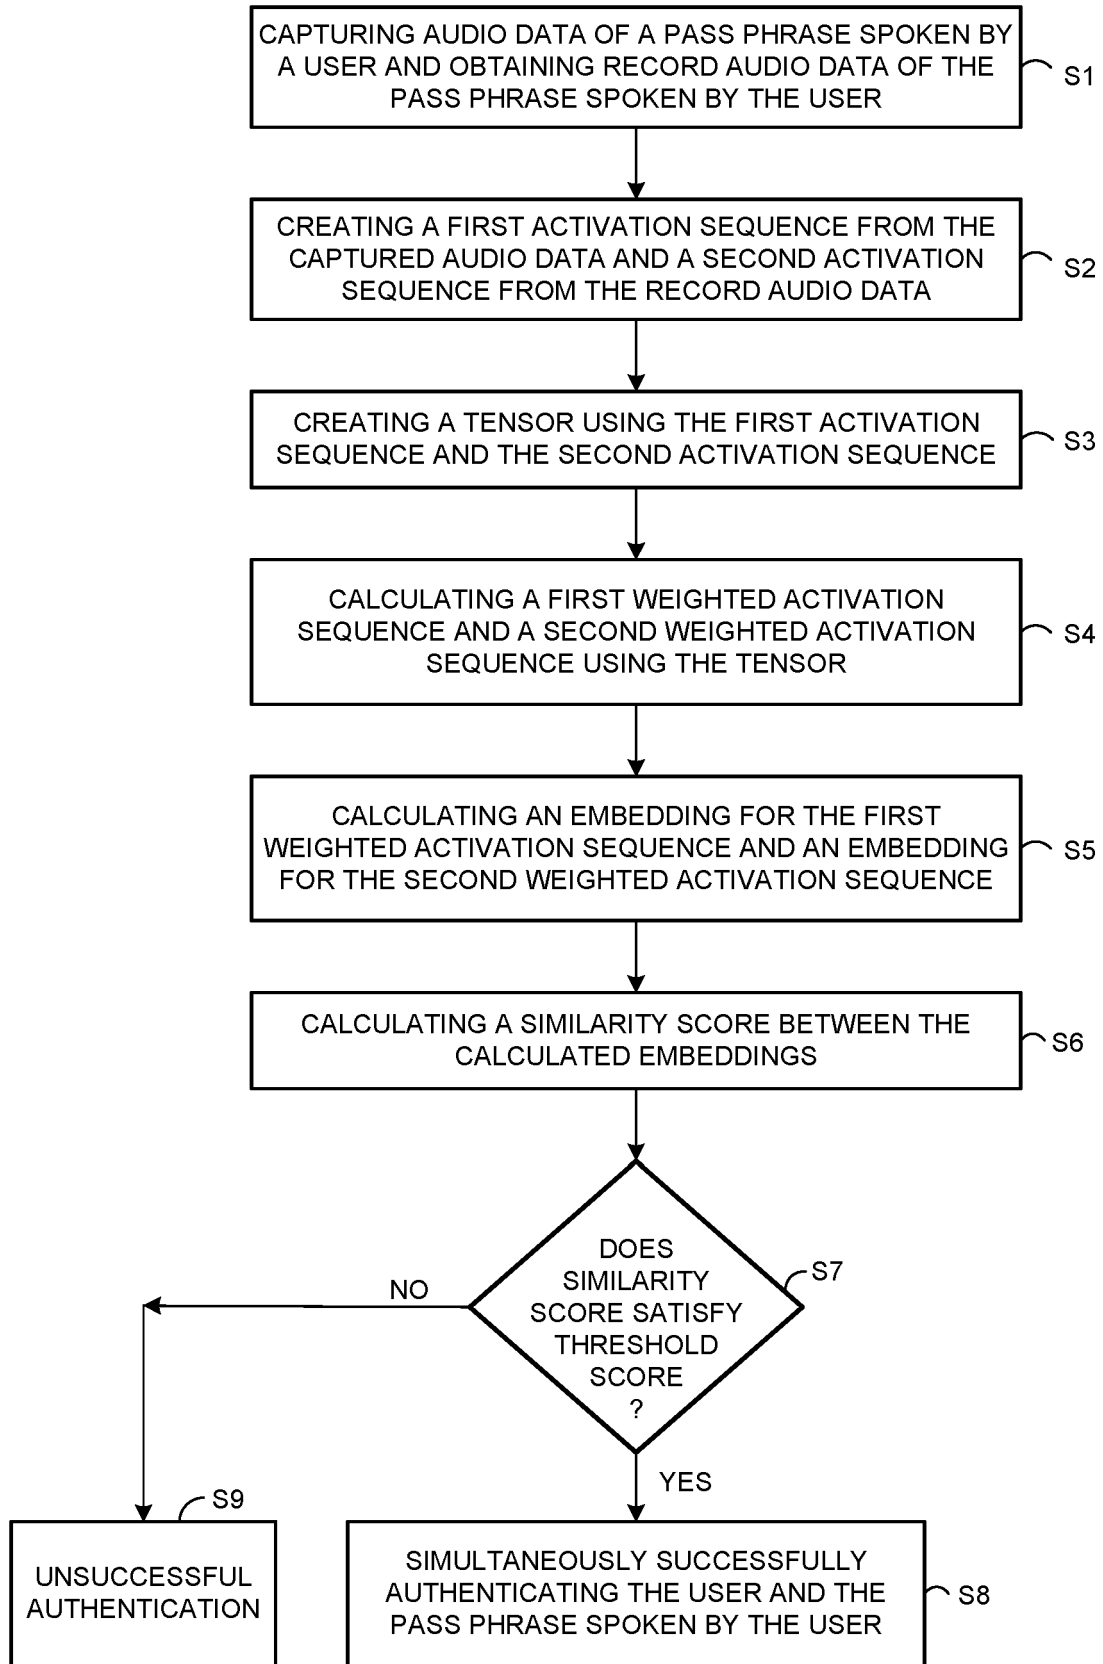 CAPTURING AUDIO DATA OF A PASS PHRASE SPOKEN BY
A USER AND OBTAINING RECORD AUDIO DATA OF THE
PASS PHRASE SPOKEN BY THE USER
S1
CREATING A FIRST ACTIVATION SEQUENCE FROM THE
CAPTURED AUDIO DATA AND A SECOND ACTIVATION
SEQUENCE FROM THE RECORD AUDIO DATA
S2
CREATING A TENSOR USING THE FIRST ACTIVATION
SEQUENCE AND THE SECOND ACTIVATION SEQUENCE
S3
CALCULATING A FIRST WEIGHTED ACTIVATION
SEQUENCE AND A SECOND WEIGHTED ACTIVATION
SEQUENCE USING THE TENSOR
S4
CALCULATING AN EMBEDDING FOR THE FIRST
WEIGHTED ACTIVATION SEQUENCE AND AN EMBEDDING
FOR THE SECOND WEIGHTED ACTIVATION SEQUENCE
S5
CALCULATING A SIMILARITY SCORE BETWEEN THE
CALCULATED EMBEDDINGS
S6
DOES
SIMILARITY
SCORE SATISFY
THRESHOLD
SCORE
?
S7
NO
YES
S9
UNSUCCESSFUL
AUTHENTICATION
SIMULTANEOUSLY SUCCESSFULLY
AUTHENTICATING THE USER AND THE
PASS PHRASE SPOKEN BY THE USER
S8